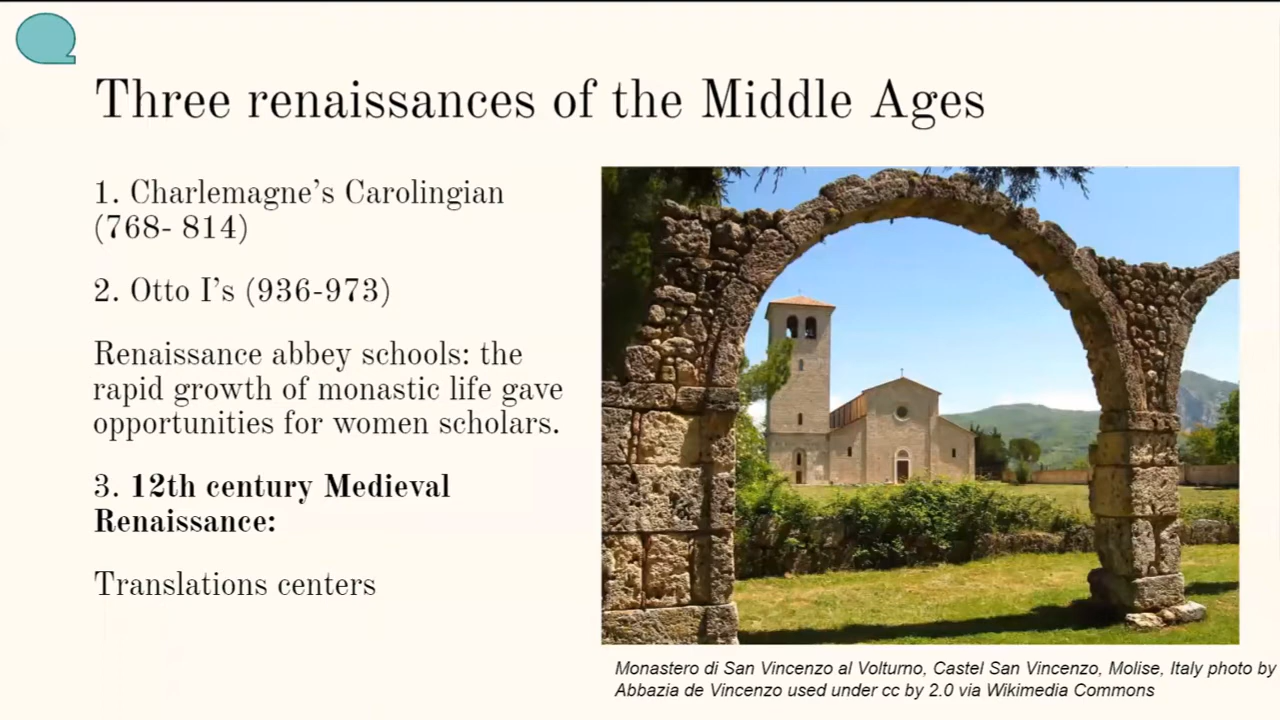 Three renaissances of the Middle Ages
1. Charlemagne’s Carolingian
(768- 814)
2. Otto I’s (936-973)
Renaissance abbey schools: the
rapid growth of monastic life gave
opportunities for women scholars.
3. 12th century Medieval
Renaissance:
Translations centers
Monastero di San Vincenzo al Volturno, Castel San Vincenzo, Molise, Italy photo by
Abbazia de Vincenzo used under cc by 2.0 via Wikimedia Commons